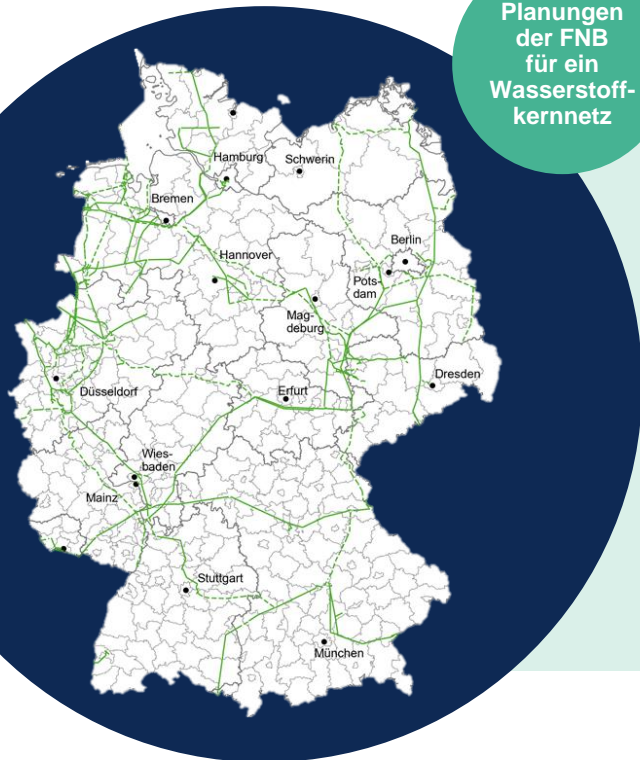 Planungen
der FNB
für ein
Wasserstoff-
kernnetz
Hamburg
Schwerin
Bremen
Berlin
Hannover
Pots-
dam
Mag-
deburg
Dresden
Düsseldorf
Erfurt
Wies-
baden
Mainz
Stuttgart
München